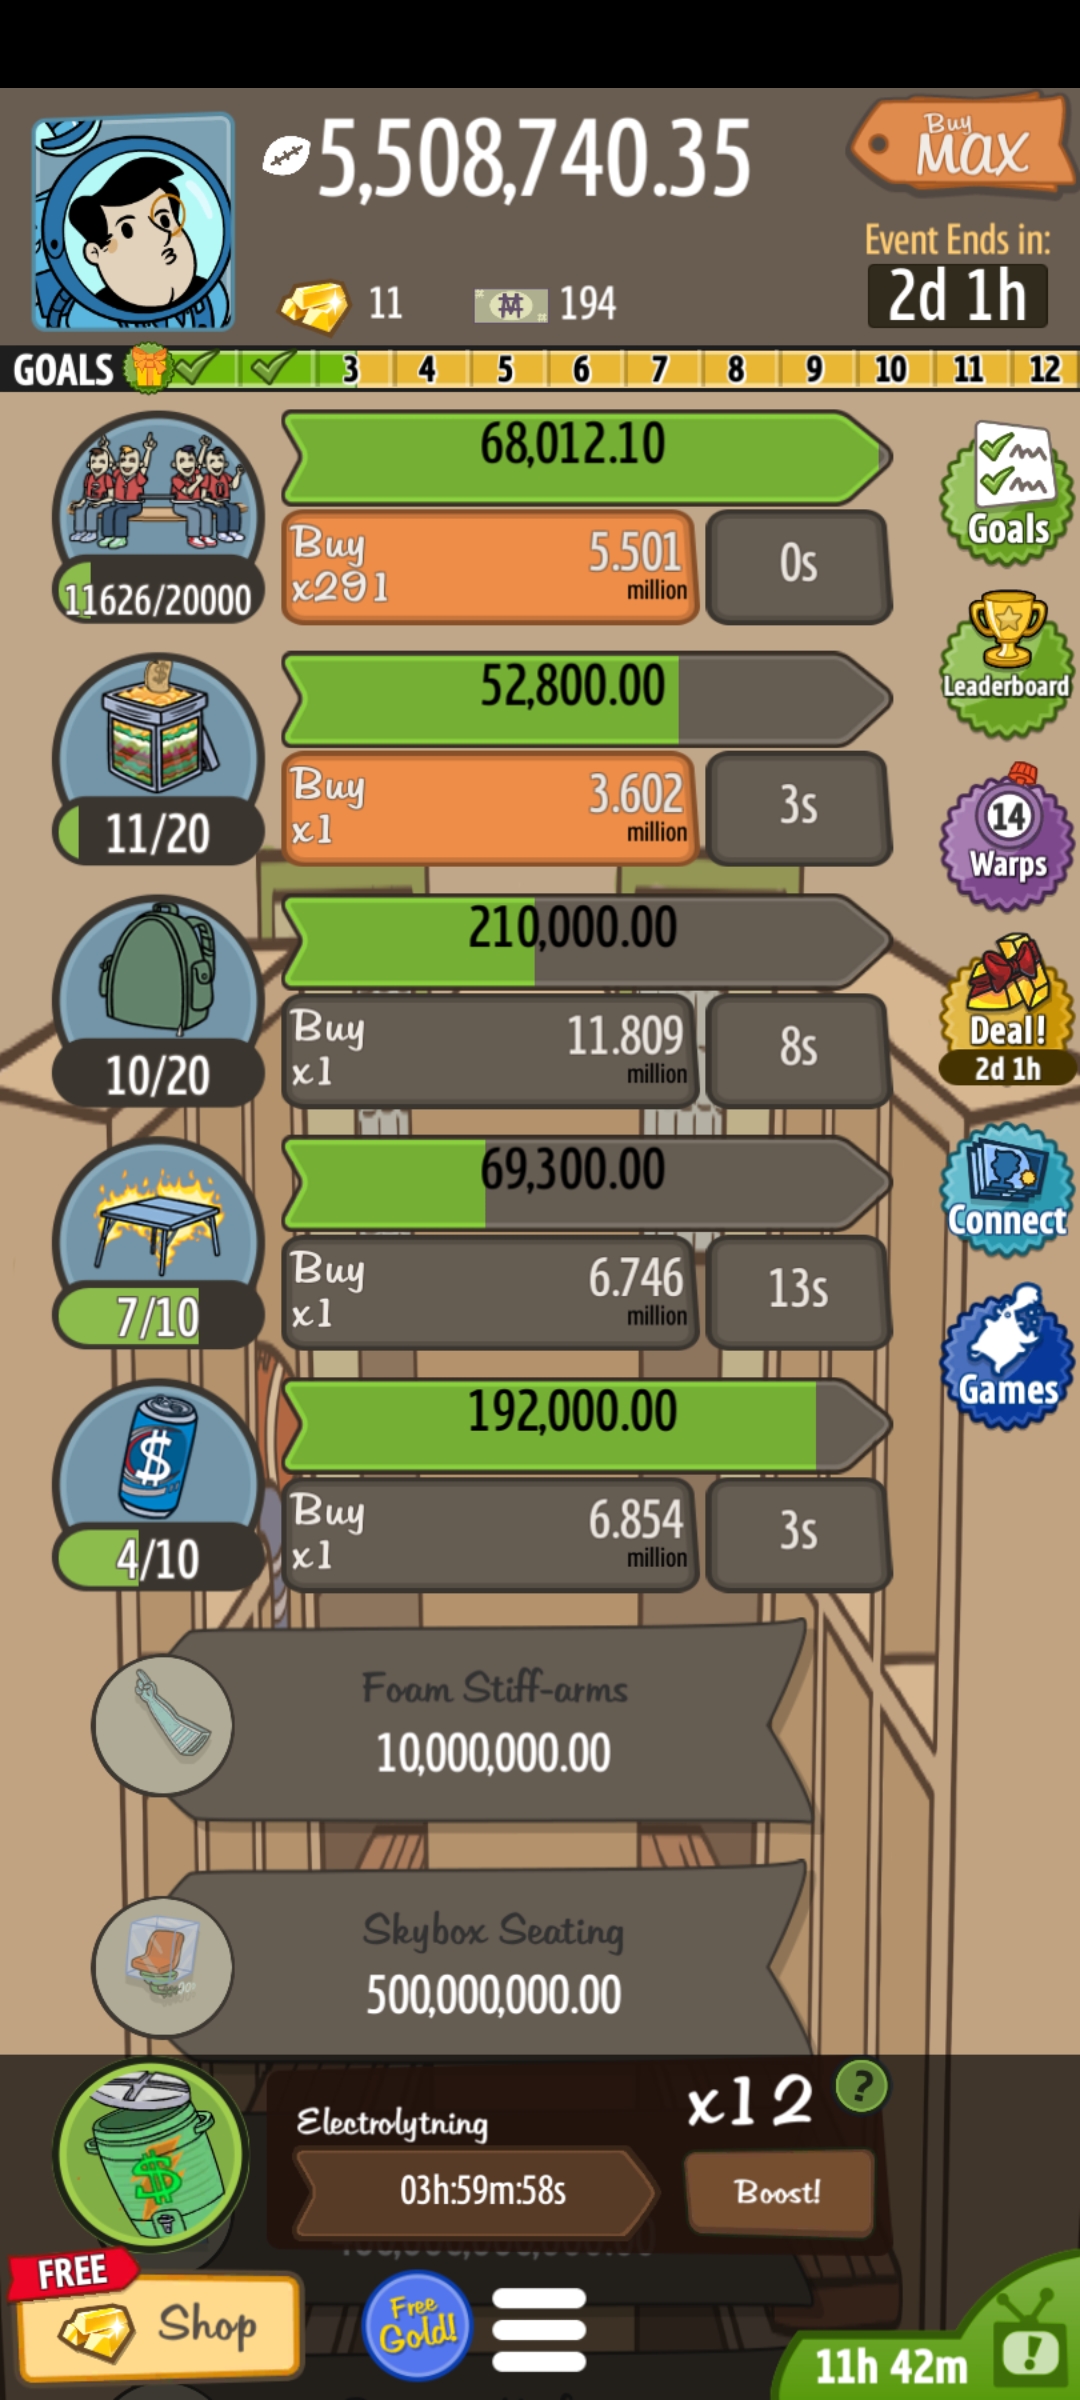 5,508,740.35
Buy
MAX
11
194
Event Ends in:
2d 1h
GOALS 3 4 5 6 7 8 9 10 11 12
68,012.10
11626/20000
Buy
x291
5.501
million
0s
Goals
52,800.00
11/20
Buy
x1
3.602
million
3s
Leaderboard
14
Warps
210,000.00
10/20
Buy
x1
11.809
million
8s
Deal!
2d 1h
69,300.00
7/10
Buy
x1
6.746
million
13s
Connect
192,000.00
4/10
Buy
x1
6.854
million
3s
Games
$
Foam Stiff-arms
10,000,000.00
Skybox Seating
500,000,000.00
$
Electrolytning
x12
?
03h:59m:58s
Boost!
FREE
Shop
Free
Gold!
11h 42m
!